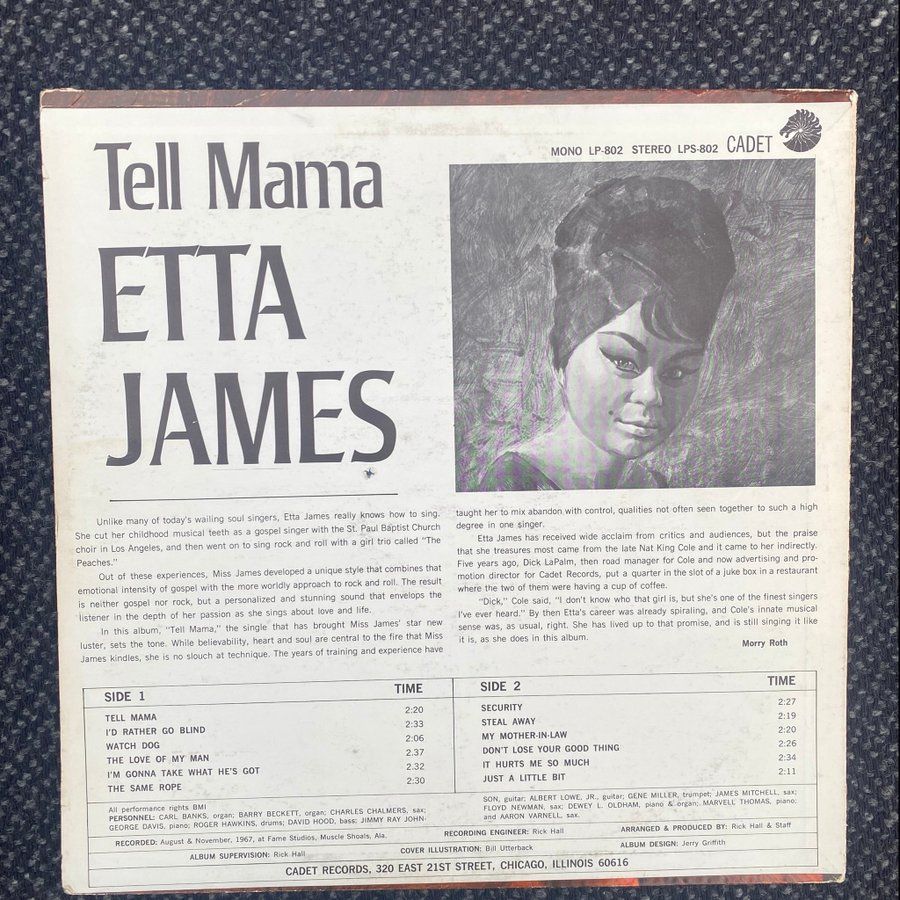 Tell Mama
ETTA
JAMES
MONO LP-802 STEREO LPS-802 CADET
Unlike many of today's wailing soul singers, Etta James really knows how to sing.
She cut her childhood musical teeth as a gospel singer with the St. Paul Baptist Church
choir in Los Angeles, and then went on to sing rock and roll with a girl trio called "The
Peaches."
Out of these experiences, Miss James developed a unique style that combines that
emotional intensity of gospel with the more worldly approach to rock and roll. The result
is neither gospel nor rock, but a personalized and stunning sound that envelops the
listener in the depth of her passion as she sings about love and life.
In this album, "Tell Mama," the single that has brought Miss James' star new
luster, sets the tone. While believability, heart and soul are central to the fire that Miss
James kindles, she is no slouch at technique. The years of training and experience have
taught her to mix abandon with control, qualities not often seen together to such a high
degree in one singer.
Etta James has received wide acclaim from critics and audiences, but the praise
that she treasures most came from the late Nat King Cole and it came to her indirectly.
Five years ago, Dick LaPalm, then road manager for Cole and now advertising and pro-
motion director for Cadet Records, put a quarter in the slot of a juke box in a restaurant
where the two of them were having a cup of coffee.
"Dick," Cole said, "I don't know who that girl is, but she's one of the finest singers
I've ever heard." By then Etta's career was already spiraling, and Cole's innate musical
sense was, as usual, right. She has lived up to that promise, and is still singing it like
it is, as she does in this album.
Morry Roth
SIDE 1 TIME
TELL MAMA 2:20
I'D RATHER GO BLIND 2:33
WATCH DOG 2:06
THE LOVE OF MY MAN 2.37
I'M GONNA TAKE WHAT HE'S GOT 2.32
THE SAME ROPE 2:30
SIDE 2 TIME
SECURITY 2:27
STEAL AWAY 2:19
MY MOTHER-IN-LAW 2:20
DON'T LOSE YOUR GOOD THING 2:26
IT HURTS ME SO MUCH 2:34
JUST A LITTLE BIT 2:11
All performance rights BMI
PERSONNEL: CARL BANKS, organ; BARRY BECKETT, organ; CHARLES CHALMERS, sax;
GEORGE DAVIS, piano; ROGER HAWKINS, drums; DAVID HOOD, bass; JIMMY RAY JOHN-
SON, guitar; ALBERT LOWE, JR., guitar; GENE MILLER, trumpet; JAMES MITCHELL, sax;
FLOYD NEWMAN, sax; DEWEY L. OLDHAM, piano & organ; MARVELL THOMAS, piano;
and AARON VARNELL, sax.
RECORDED: August & November, 1967, at Fame Studios, Muscle Shoals, Ala. RECORDING ENGINEER: Rick Hall ARRANGED & PRODUCED BY: Rick Hall & Staff
ALBUM SUPERVISION: Rick Hall COVER ILLUSTRATION: Bill Utterback ALBUM DESIGN: Jerry Griffith
CADET RECORDS, 320 EAST 21ST STREET, CHICAGO, ILLINOIS 60616